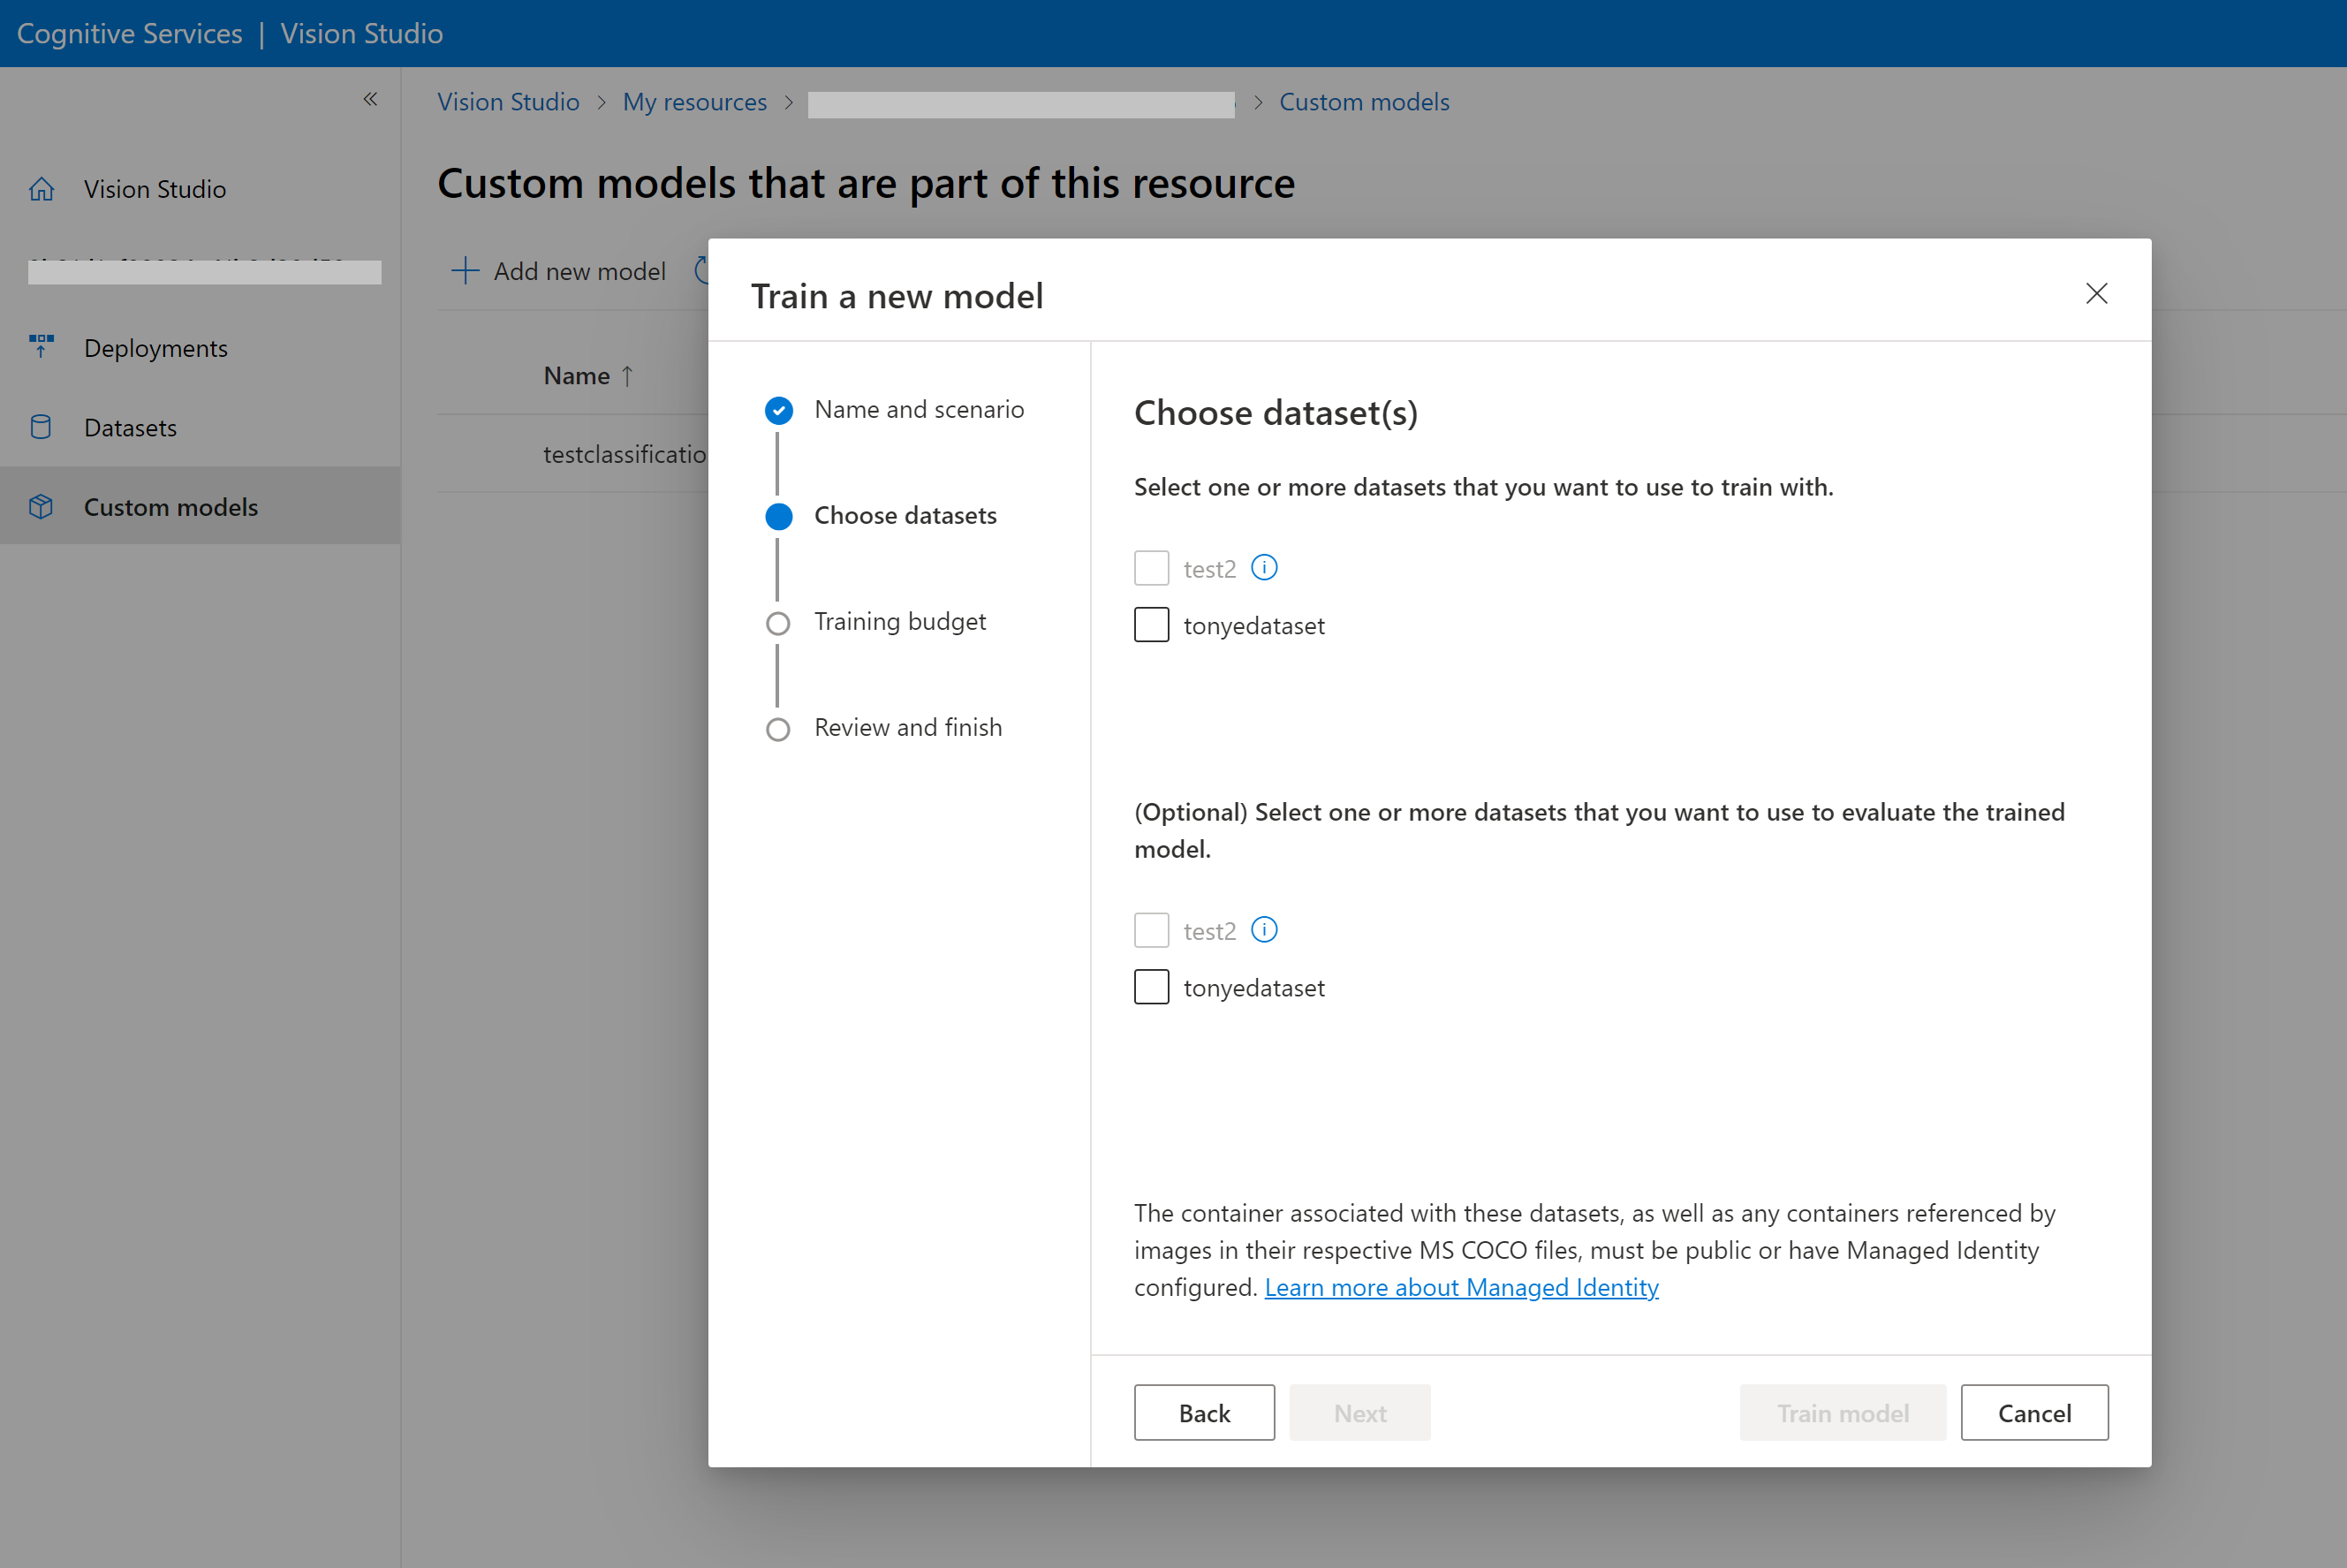 Cognitive Services | Vision Studio
Vision Studio > My resources > > Custom models
Vision Studio
Deployments
Datasets
Custom models
Custom models that are part of this resource
Add new model
Name ↑
testclassificatio
Train a new model
Name and scenario
Choose datasets
Training budget
Review and finish
Choose dataset(s)
Select one or more datasets that you want to use to train with.
test2
tonyedataset
(Optional) Select one or more datasets that you want to use to evaluate the trained
model.
test2
tonyedataset
The container associated with these datasets, as well as any containers referenced by
images in their respective MS COCO files, must be public or have Managed Identity
configured. Learn more about Managed Identity
Back
Next
Train model
Cancel